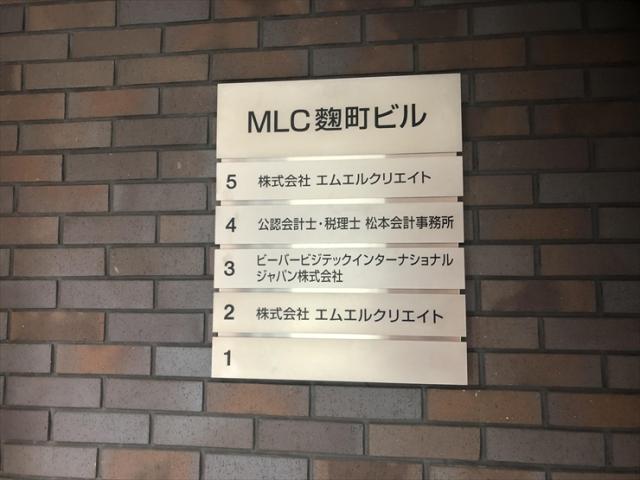 MLC麹町ビル
5 株式会社 エムエルクリエイト
4 公認会計士・税理士 松本会計事務所
3 ビーバービジテックインターナショナル
ジャパン株式会社
2 株式会社 エムエルクリエイト
1